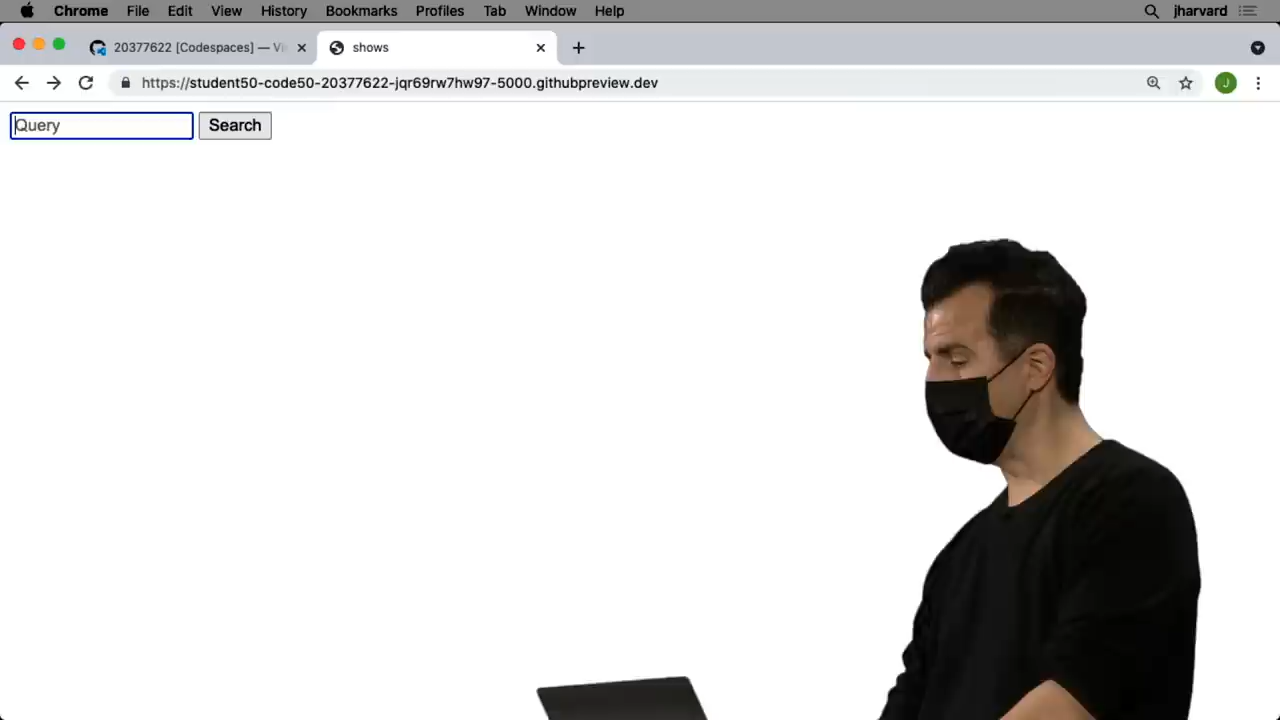 Chrome File Edit View History Bookmarks Profiles Tab Window Help jharvard
20377622 [Codespaces] — Vi shows
https://student50-code50-20377622-jqr69rw7hw97-5000.githubpreview.dev J
Query Search